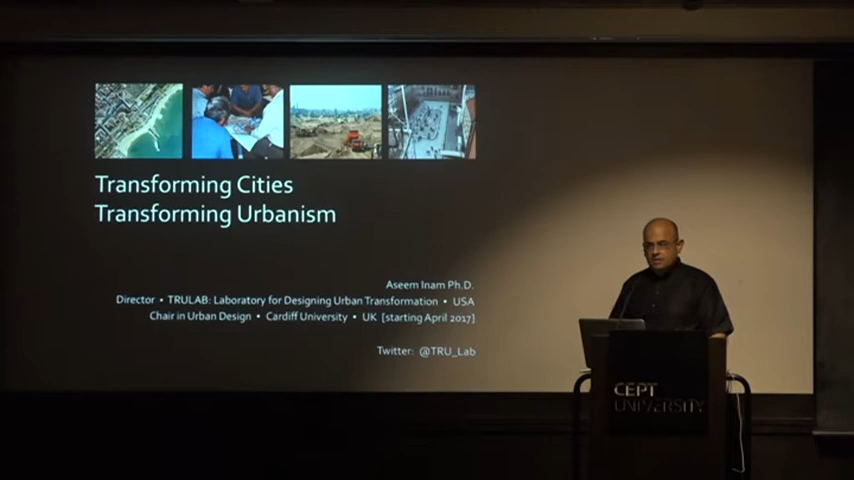 Transforming Cities
Transforming Urbanism
Aseem Inam Ph.D.
Director ▪ TRULAB: Laboratory for Designing Urban Transformation ▪ USA
Chair in Urban Design ▪ Cardiff University ▪ UK [starting April 2017]
Twitter: @TRU_Lab
CEPT
UNIVERSITY